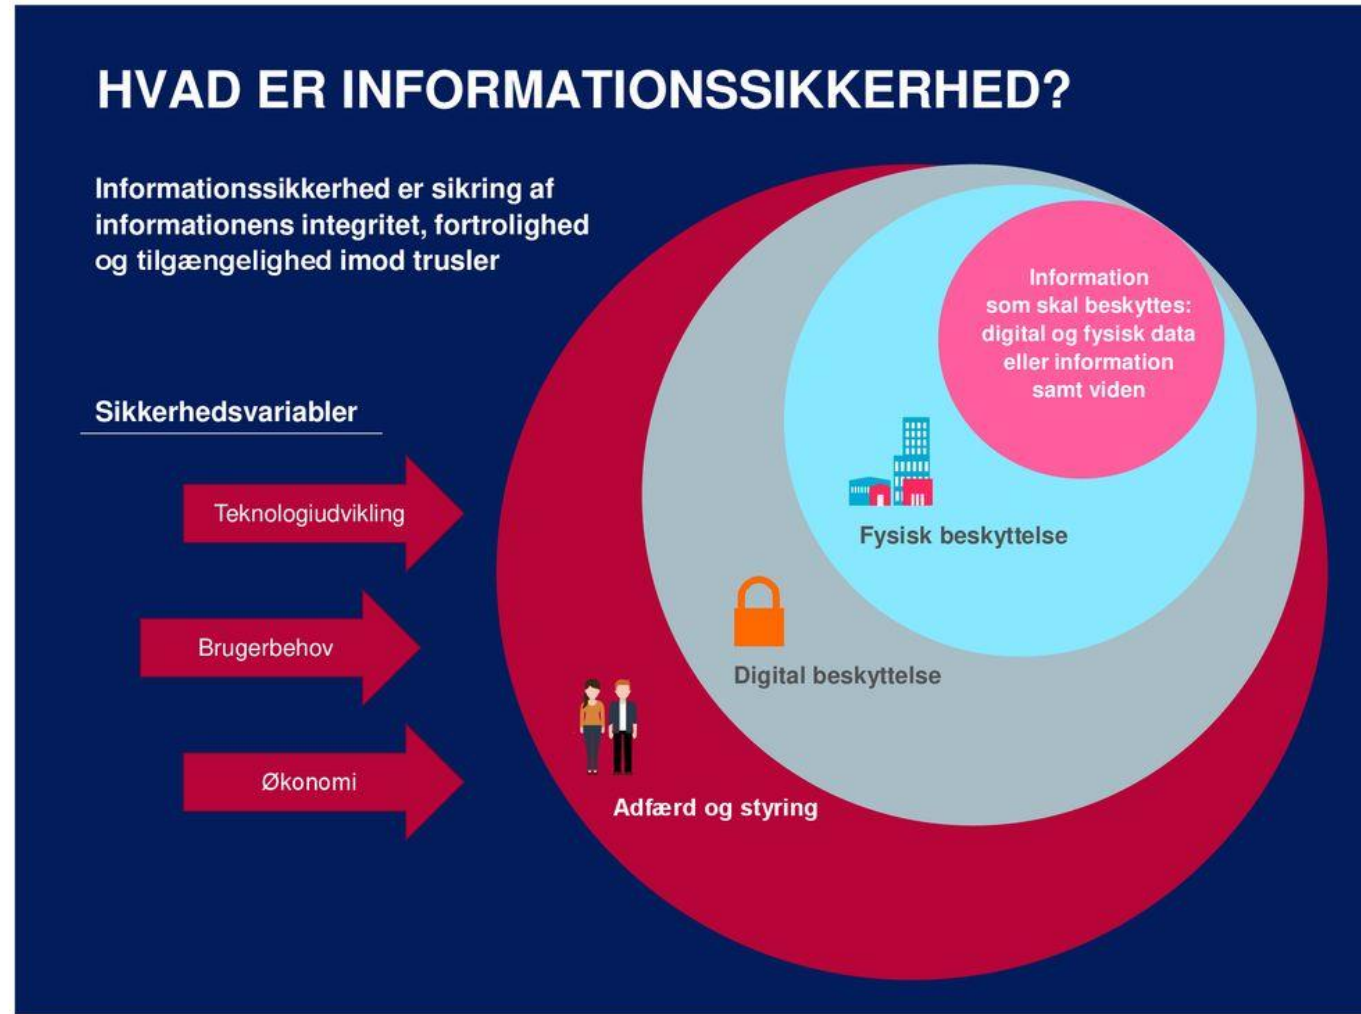 HVAD ER INFORMATIONSSIKKERHED?
Informationssikkerhed er sikring af
informationens integritet, fortrolighed
og tilgængelighed imod trusler
Sikkerhedsvariabler
Teknologiudvikling
Brugerbehov
Økonomi
Information
som skal beskyttes:
digital og fysisk data
eller information
samt viden
Fysisk beskyttelse
Digital beskyttelse
Adfærd og styring